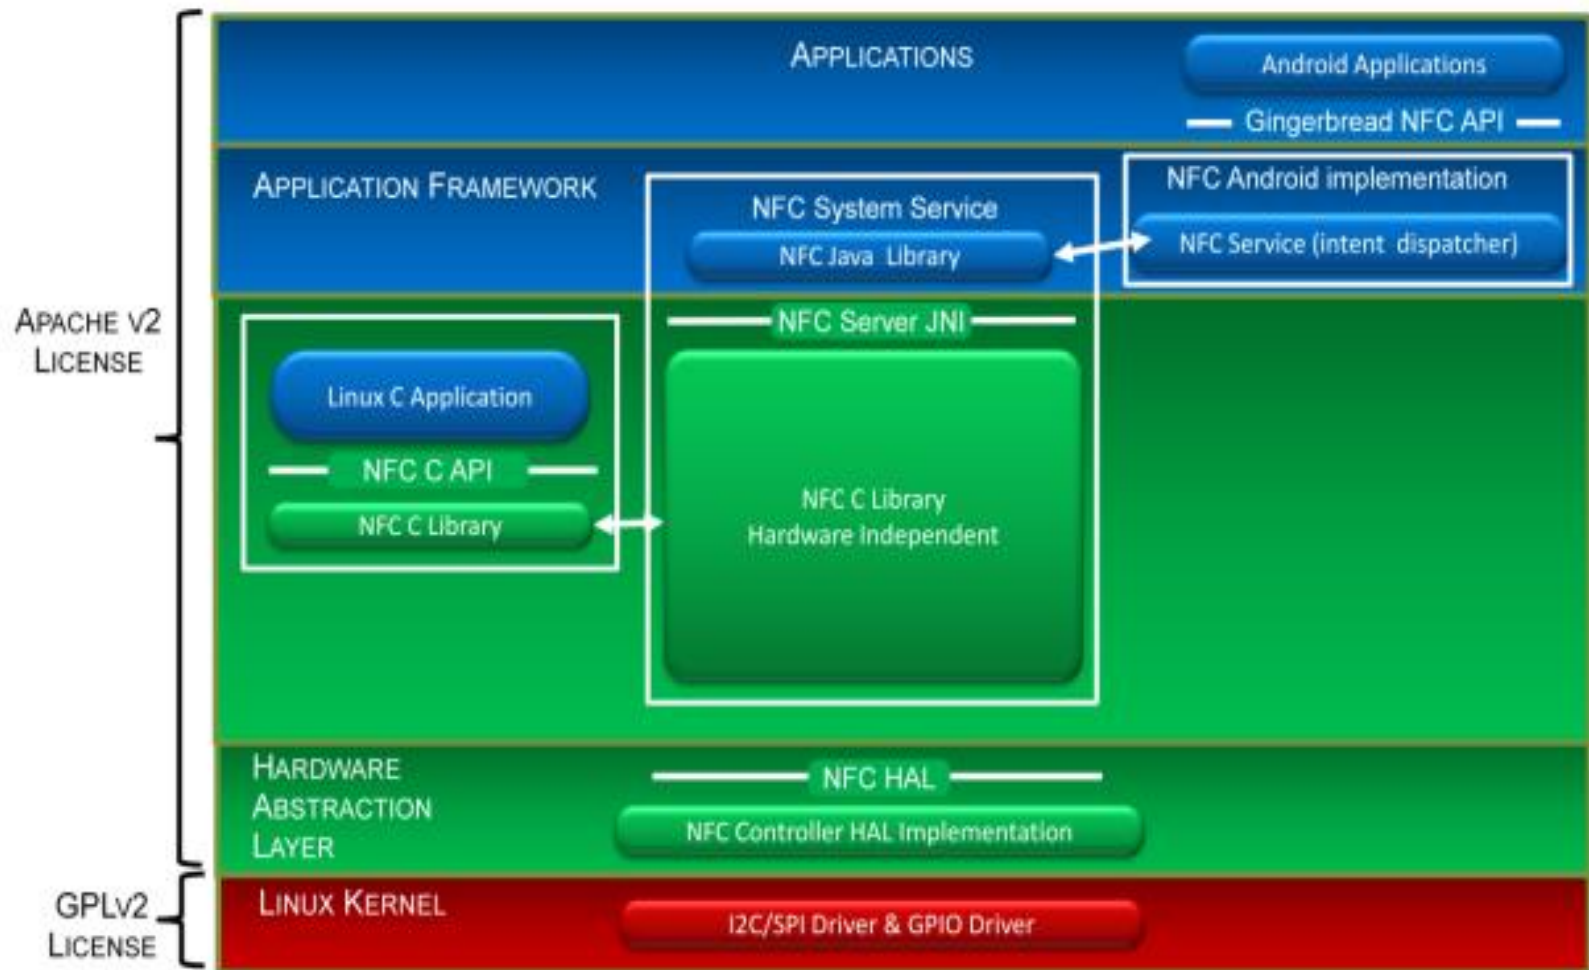 APPLICATIONS
Android Applications
Gingerbread NFC API
APPLICATION FRAMEWORK
NFC System Service
NFC Java Library
NFC Android implementation
NFC Service (intent dispatcher)
APACHE V2
LICENSE
NFC Server JNI
Linux C Application
NFC C API
NFC C Library
NFC C Library
Hardware Independent
HARDWARE
ABSTRACTION
LAYER
NFC HAL
NFC Controller HAL Implementation
GPLV2
LICENSE
LINUX KERNEL
I2C/SPI Driver & GPIO Driver